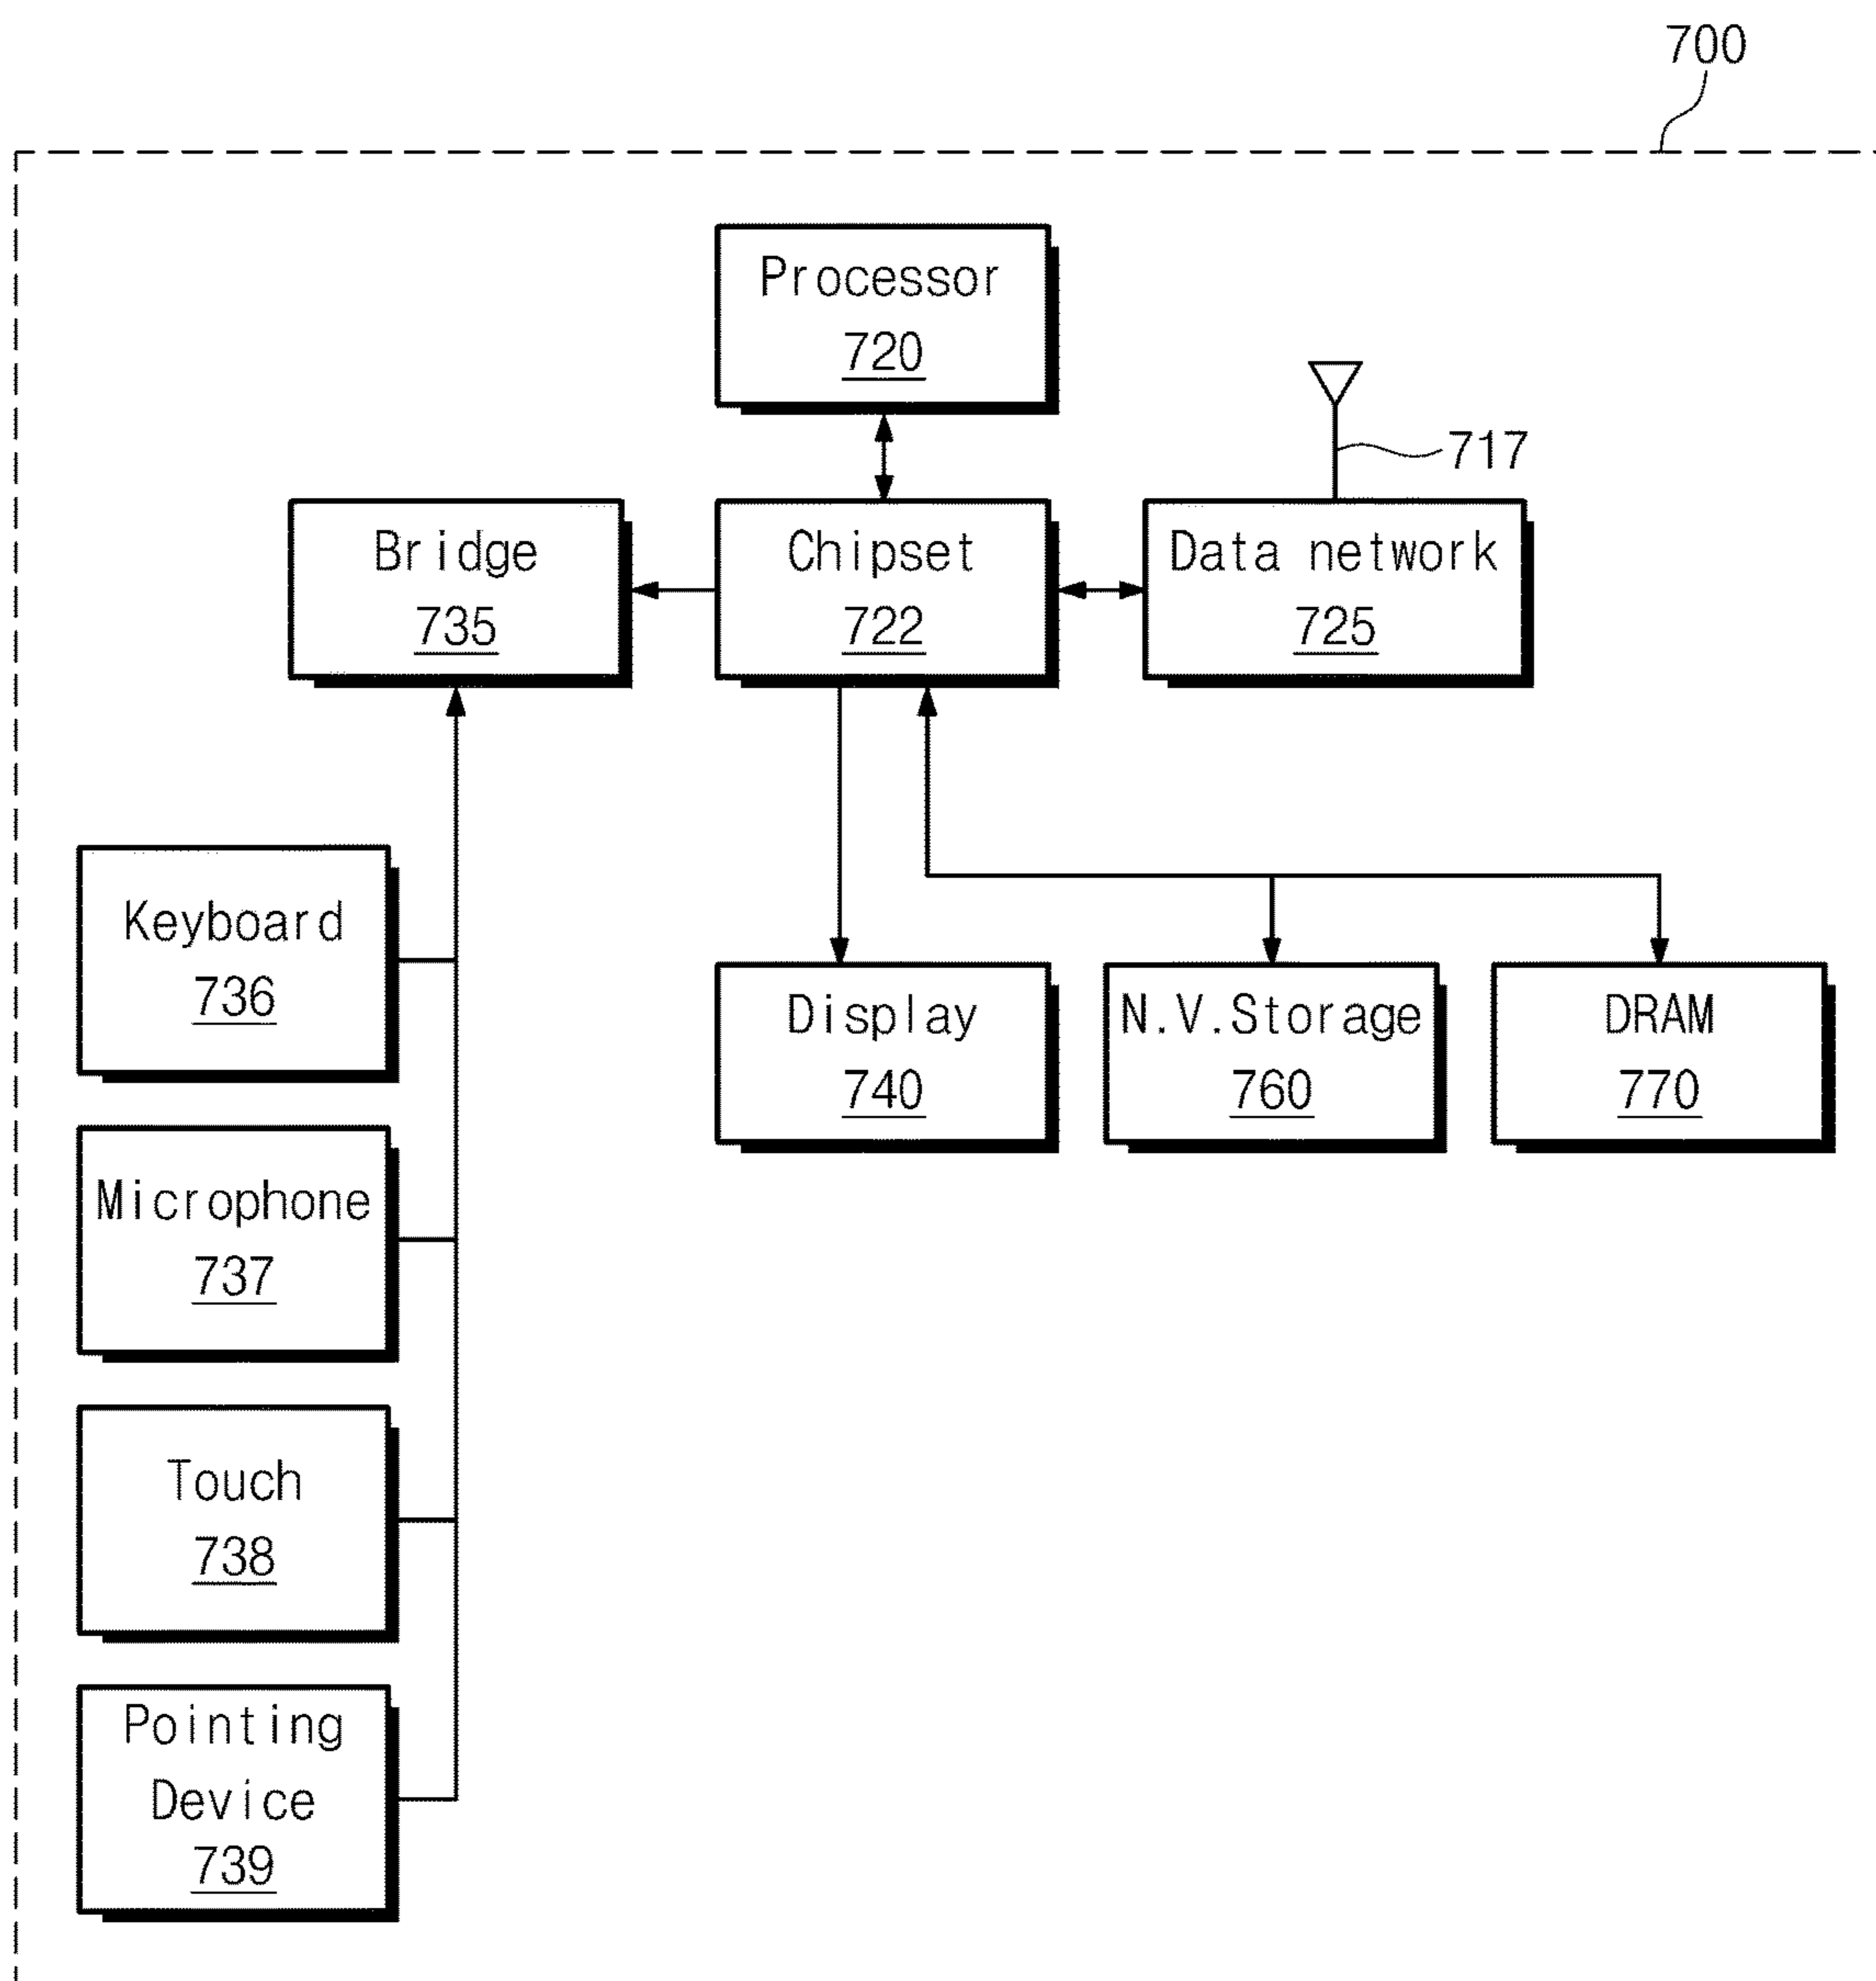 700
Processor
720
717
Bridge
735
Chipset
722
Data network
725
Keyboard
736
Display
740
N.V.Storage
760
DRAM
770
Microphone
737
Touch
738
Pointing
Device
739